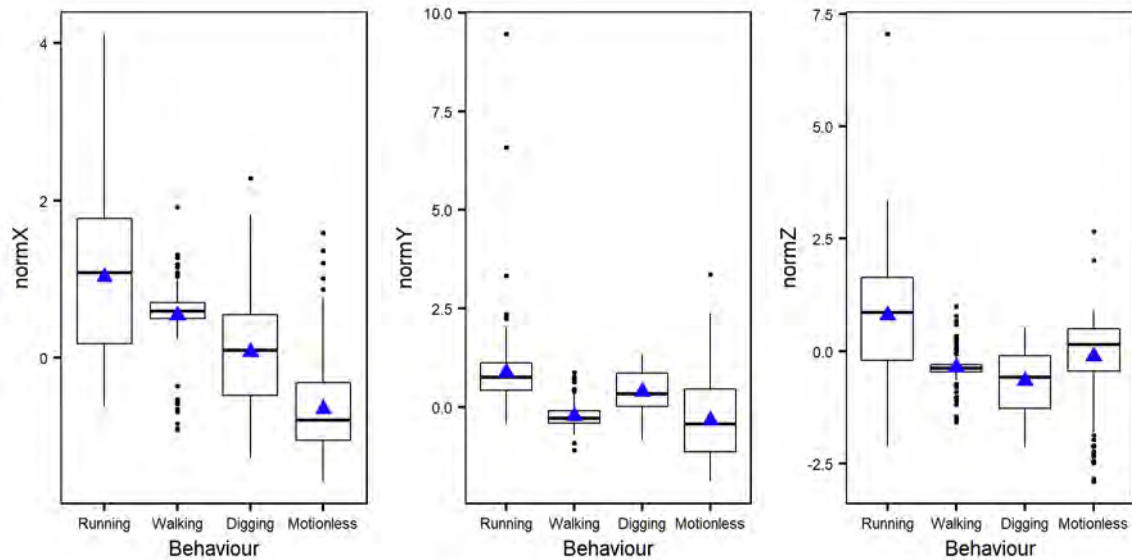 normX
4
2
0
Running Walking Digging Motionless
Behaviour
normY
10.0
7.5
5.0
2.5
0.0
Running Walking Digging Motionless
Behaviour
normZ
7.5
5.0
2.5
0.0
-2.5
Running Walking Digging Motionless
Behaviour